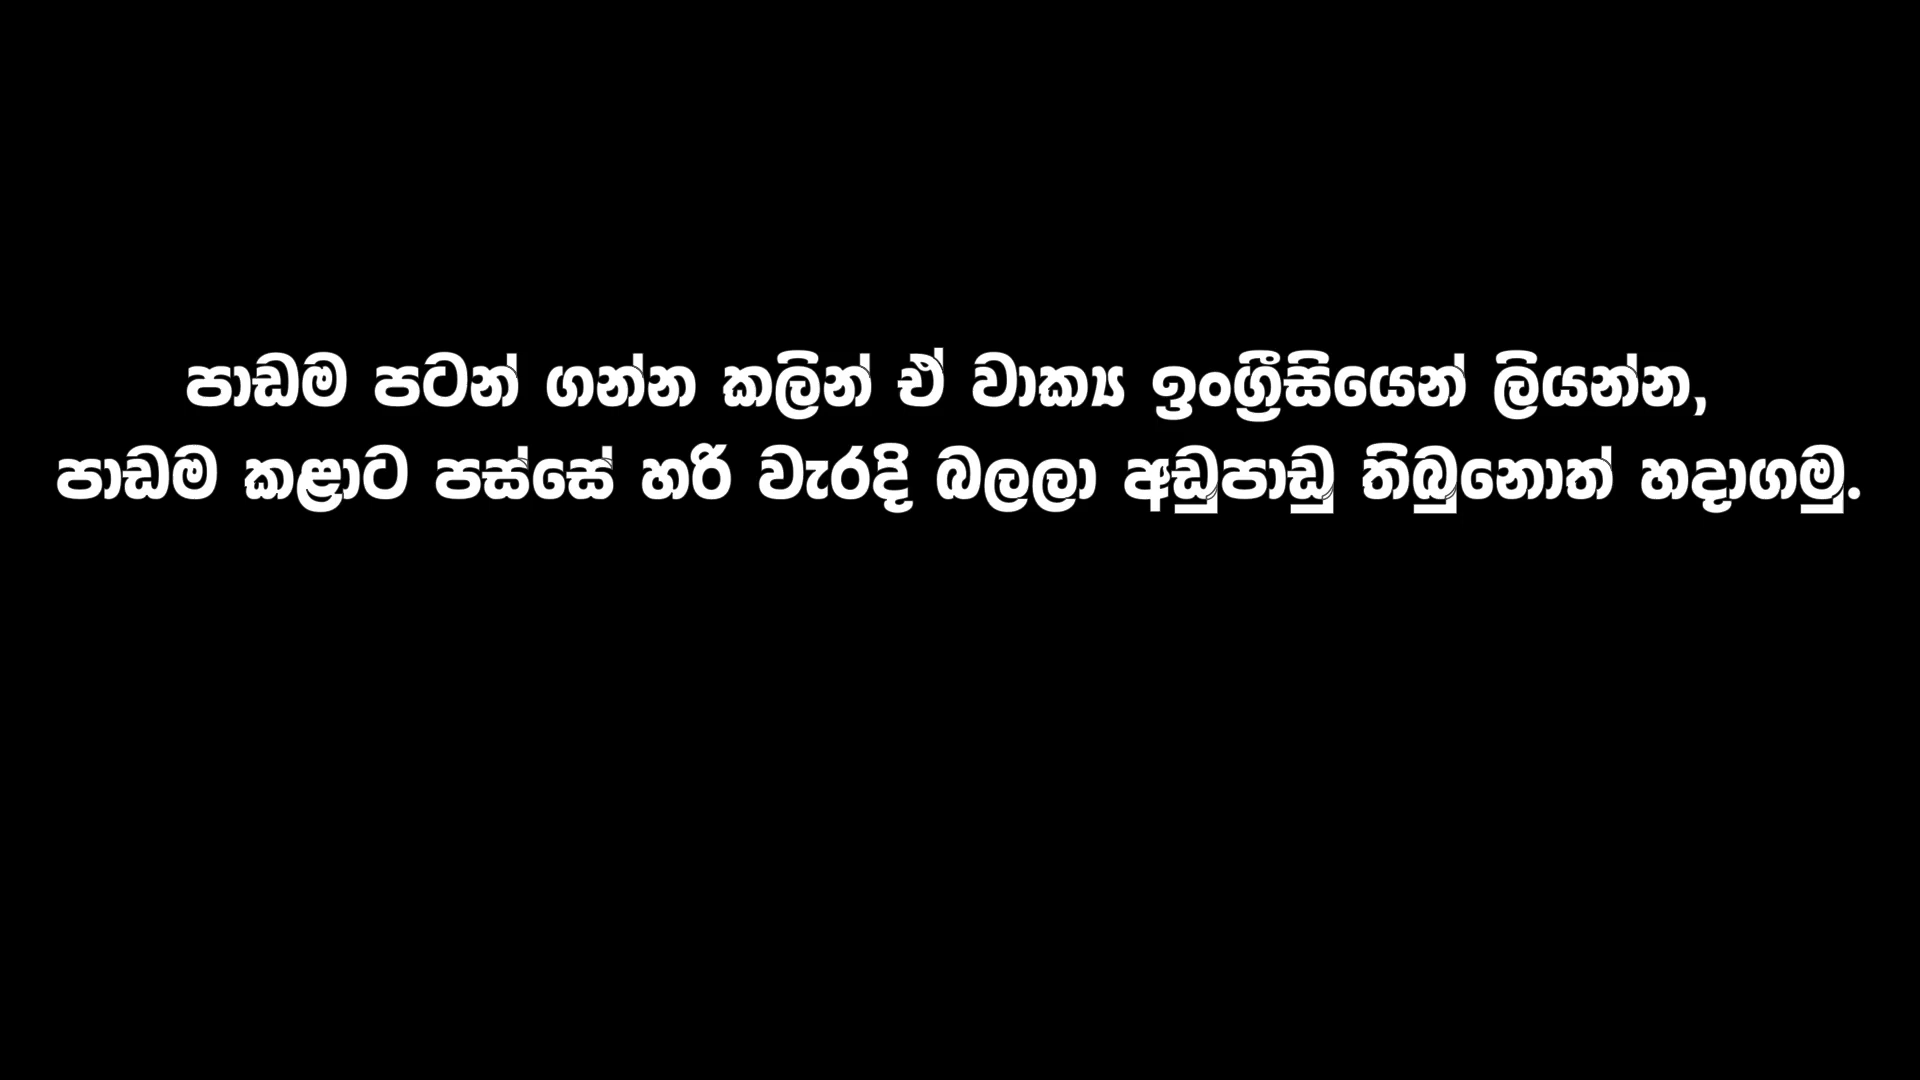 පාඩම පටන් ගන්න කලින් ඒ වාක්‍ය ඉංග්‍රීසියෙන් ලියන්න,
පාඩම කළාට පස්සේ හරි වැරදි බලලා අඩුපාඩු තිබුනොත් හදාගමු.